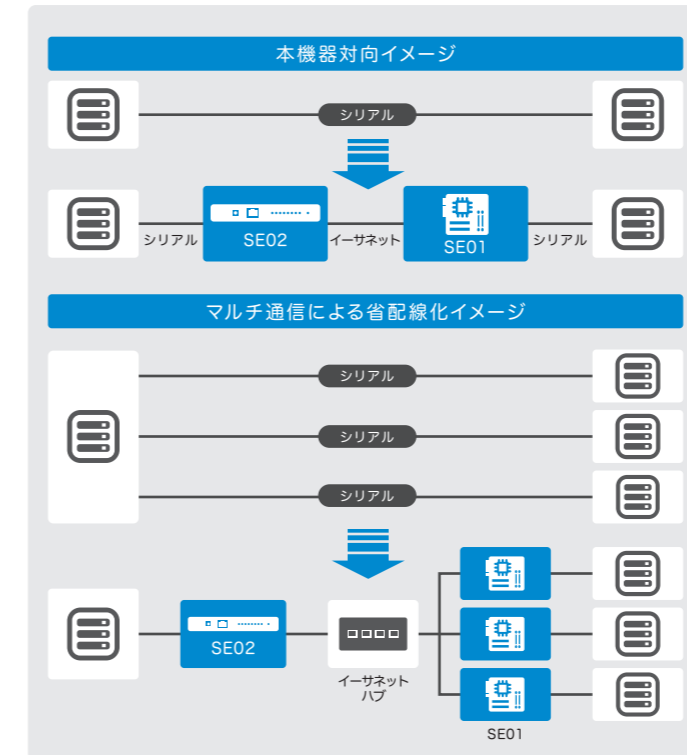 本機器対向イメージ
シリアル
シリアル
SE02
イーサネット
SE01
シリアル
マルチ通信による省配線化イメージ
シリアル
シリアル
シリアル
SE02
イーサネット
ハブ
SE01